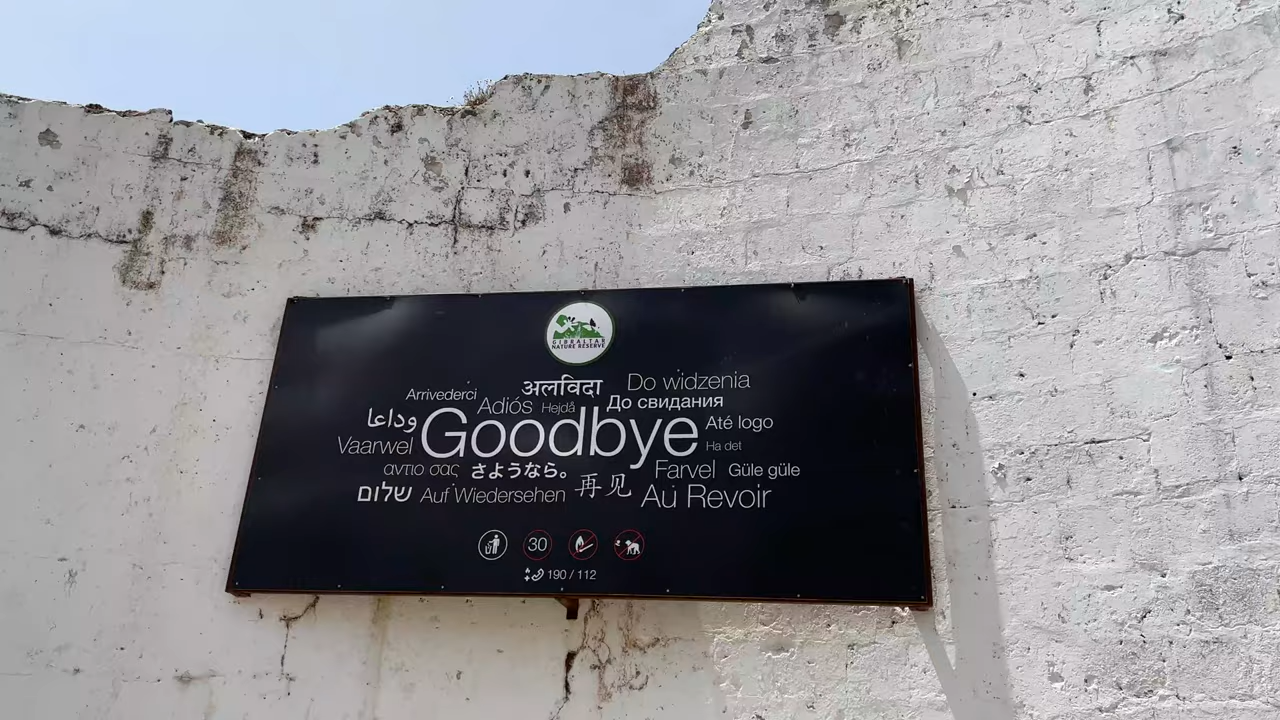 GIBRALTAR
NATURE RESERVE
Arrivederci अलविदा Do widzenia
Adiós Hejdå До свидания
وداعا Goodbye Até logo
Vaarwel Ha det
αντιο σας さようなら。 Farvel Güle güle
שלום Auf Wiedersehen 再见 Au Revoir
30
190 / 112